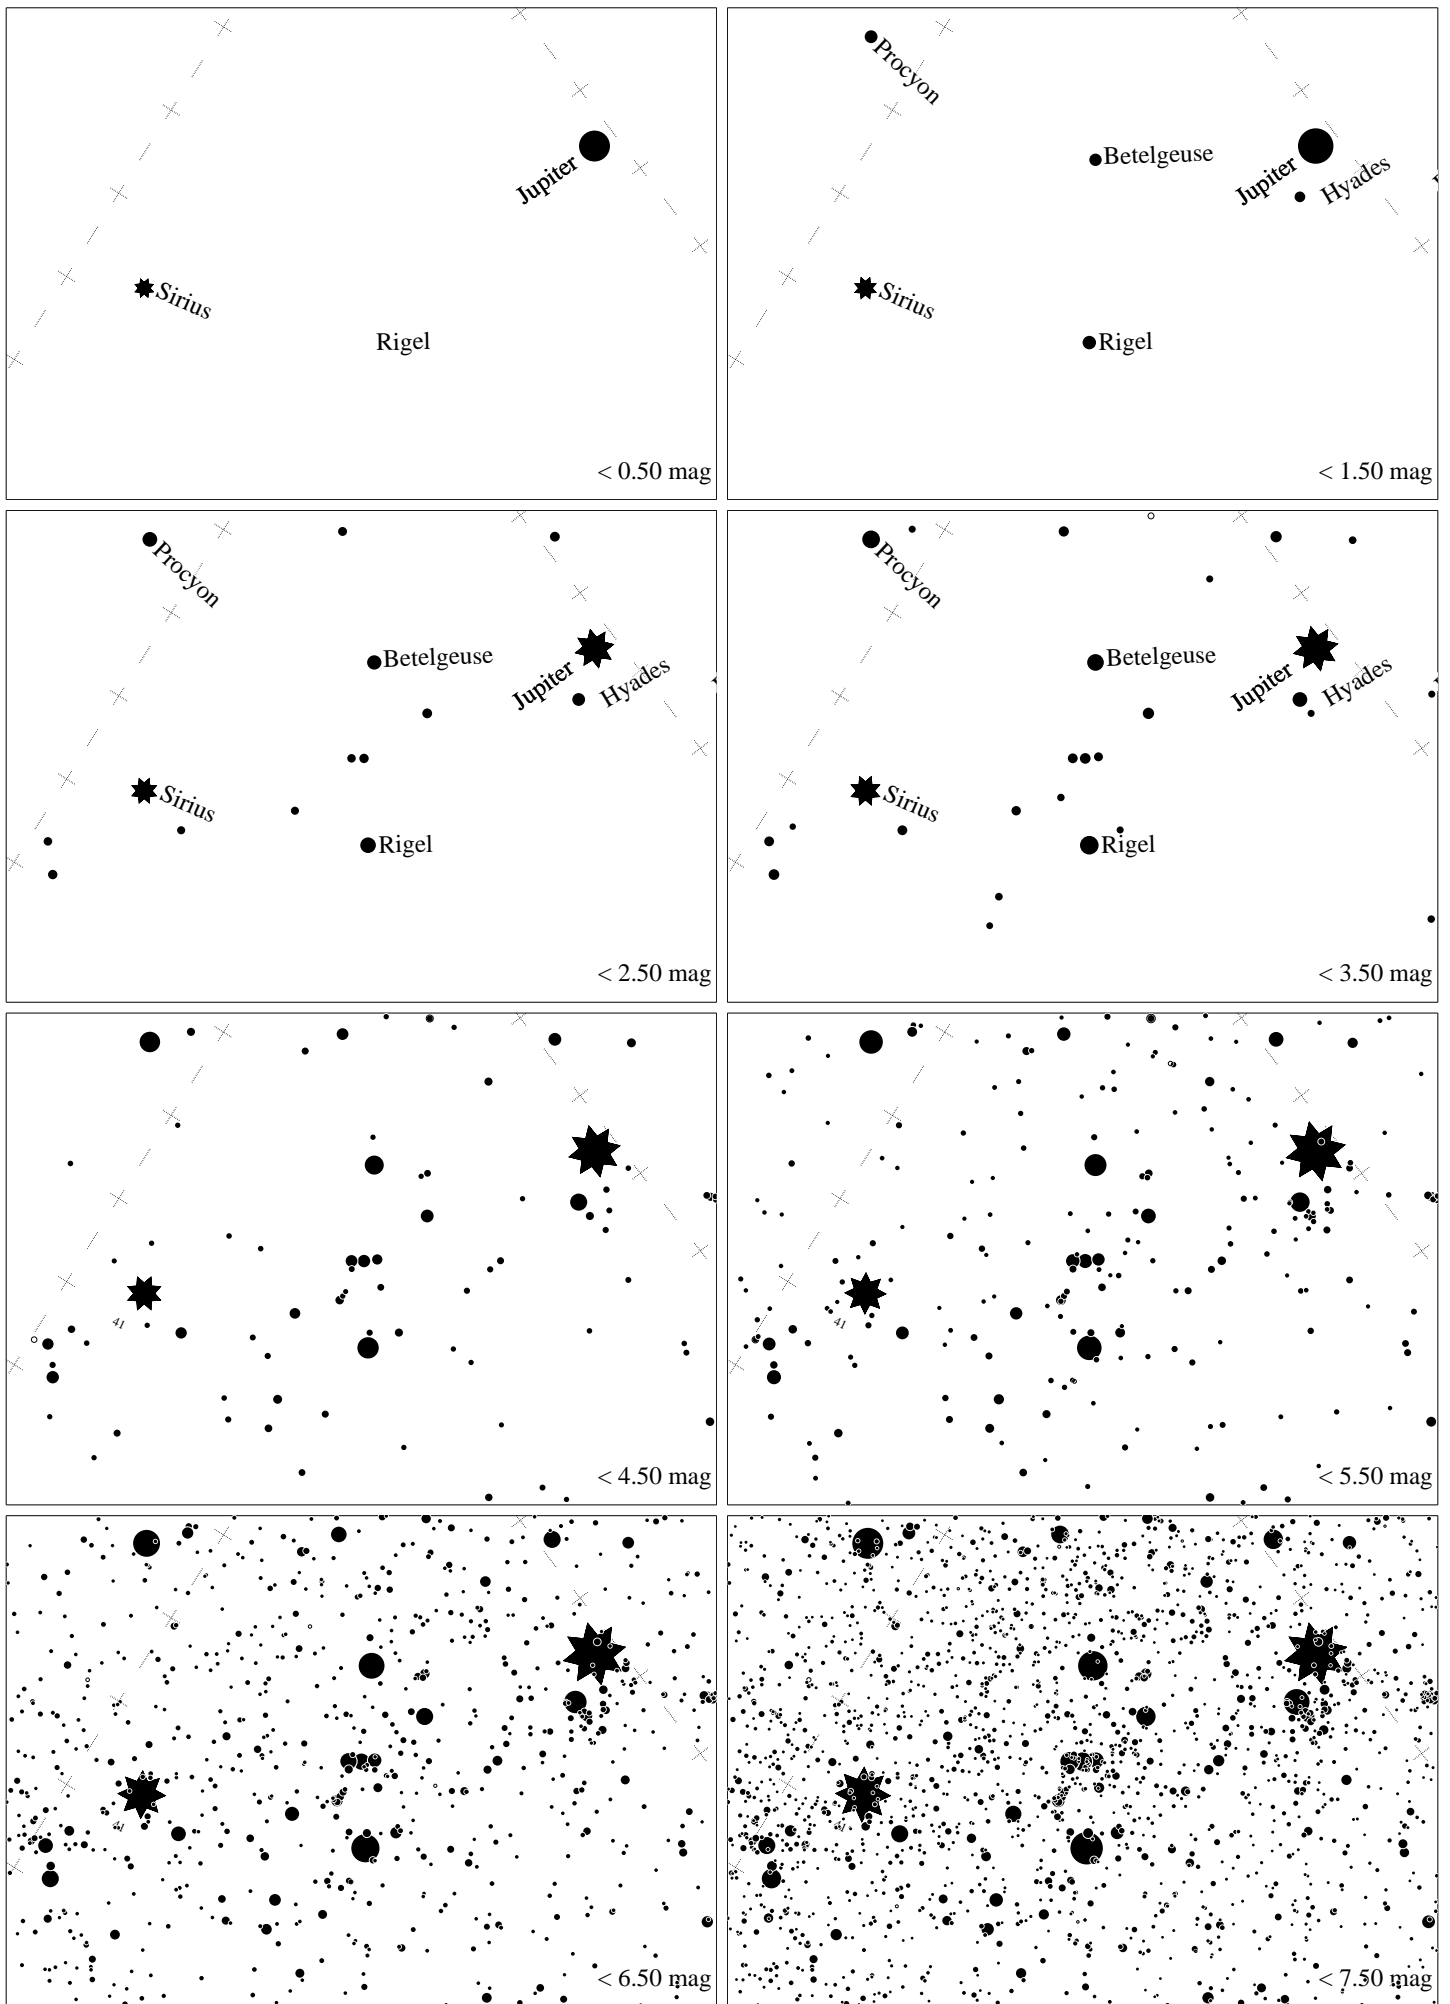 Jupiter
Sirius
Rigel
< 0.50 mag
Procyon
Betelgeuse
Jupiter
Hyades
Sirius
Rigel
< 1.50 mag
Procyon
Betelgeuse
Jupiter
Hyades
Sirius
Rigel
< 2.50 mag
Procyon
Betelgeuse
Jupiter
Hyades
Sirius
Rigel
< 3.50 mag
41
< 4.50 mag
41
< 5.50 mag
41
< 6.50 mag
41
< 7.50 mag